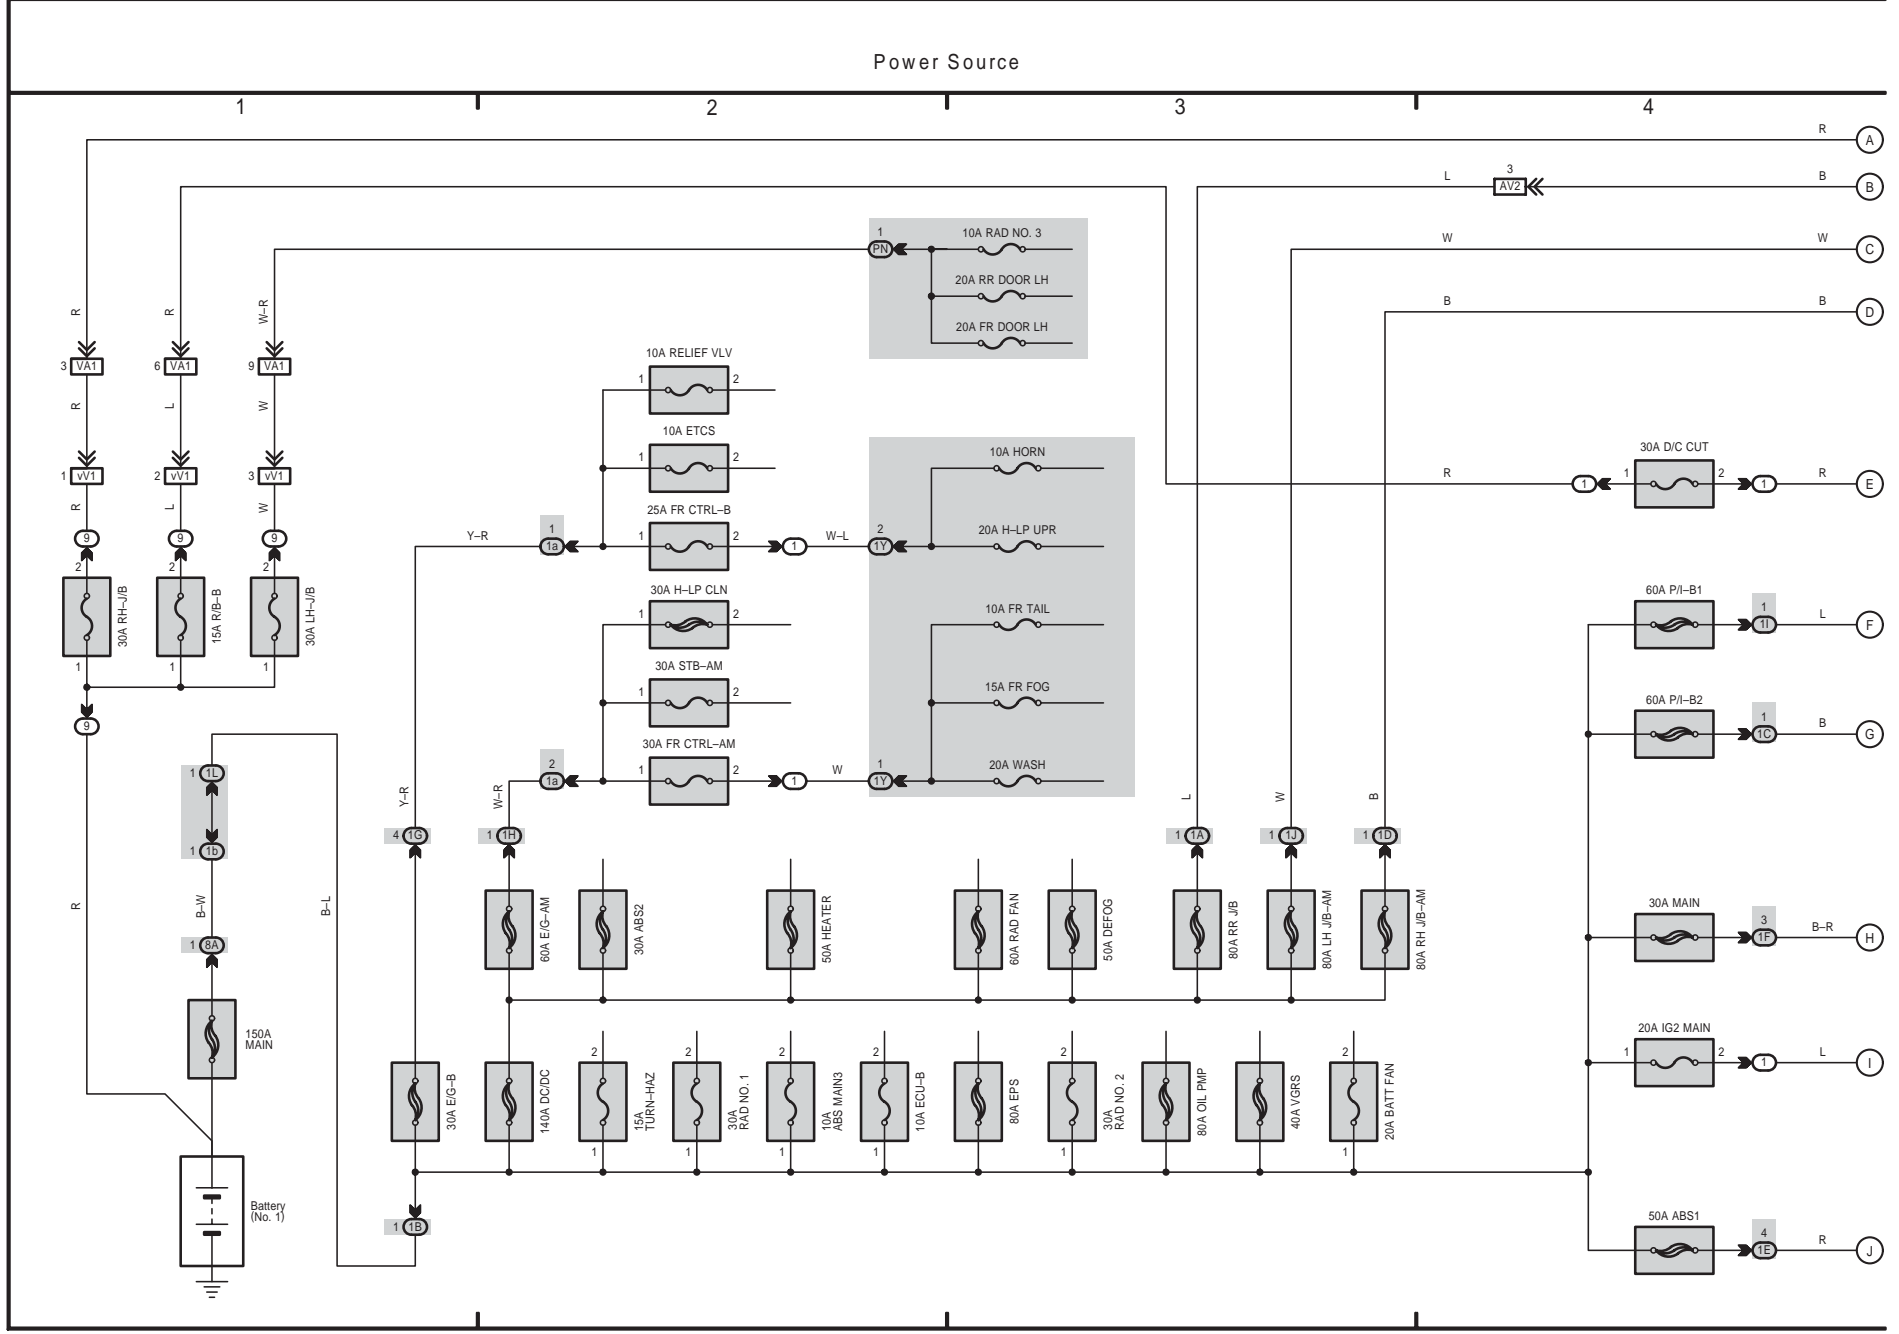 Power Source
1
2
3
4
R
A
3
L
AV2
B
B
W
W
C
B
B
D
R
R
W–R
3 VA1
6 VA1
9 VA1
R
L
W
1 vV1
2 vV1
3 vV1
R
L
W
9
9
9
2
2
2
30A RH–J/B
15A R/B–B
30A LH–J/B
1
1
1
9
1
PN
10A RAD NO. 3
20A RR DOOR LH
20A FR DOOR LH
10A RELIEF VLV
1 2
10A ETCS
1 2
25A FR CTRL–B
1 2
Y–R
1
1a
1
W–L
2
1Y
10A HORN
20A H–LP UPR
30A H–LP CLN
1 2
30A STB–AM
1 2
30A FR CTRL–AM
1 2
2
1a
1
W
1
1Y
10A FR TAIL
15A FR FOG
20A WASH
R
1
30A D/C CUT
1 2
1
R
E
60A P/I–B1
1
1I
L
F
60A P/I–B2
1
1C
B
G
30A MAIN
3
1F
B–R
H
20A IG2 MAIN
1 2
1
L
I
50A ABS1
4
1E
R
J
1 1L
1 1b
R
B–W
B–L
1 8A
150A
MAIN
Battery
(No. 1)
Y–R
W–R
L
W
B
4 1G
1 1H
1 1A
1 1J
1 1D
60A E/G–AM
30A ABS2
50A HEATER
60A RAD FAN
50A DEFOG
80A RR J/B
80A LH J/B–AM
80A RH J/B–AM
2
2
2
2
2
2
30A E/G–B
140A DC/DC
15A
TURN–HAZ
30A
RAD NO. 1
10A
ABS MAIN3
10A ECU–B
80A EPS
30A
RAD NO. 2
80A OIL PMP
40A VGRS
20A BATT FAN
1
1
1
1
1
1
1 1B